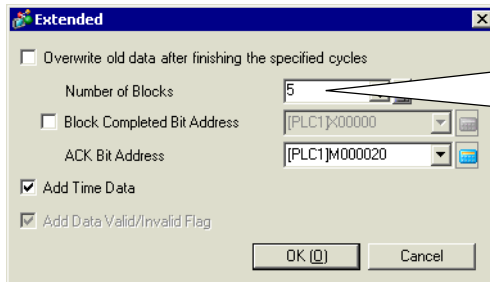 Extended
Overwrite old data after finishing the specified cycles
Number of Blocks 5
Block Completed Bit Address [PLC1]X00000
ACK Bit Address [PLC1]M000020
Add Time Data
Add Data Valid/Invalid Flag
OK (O) Cancel